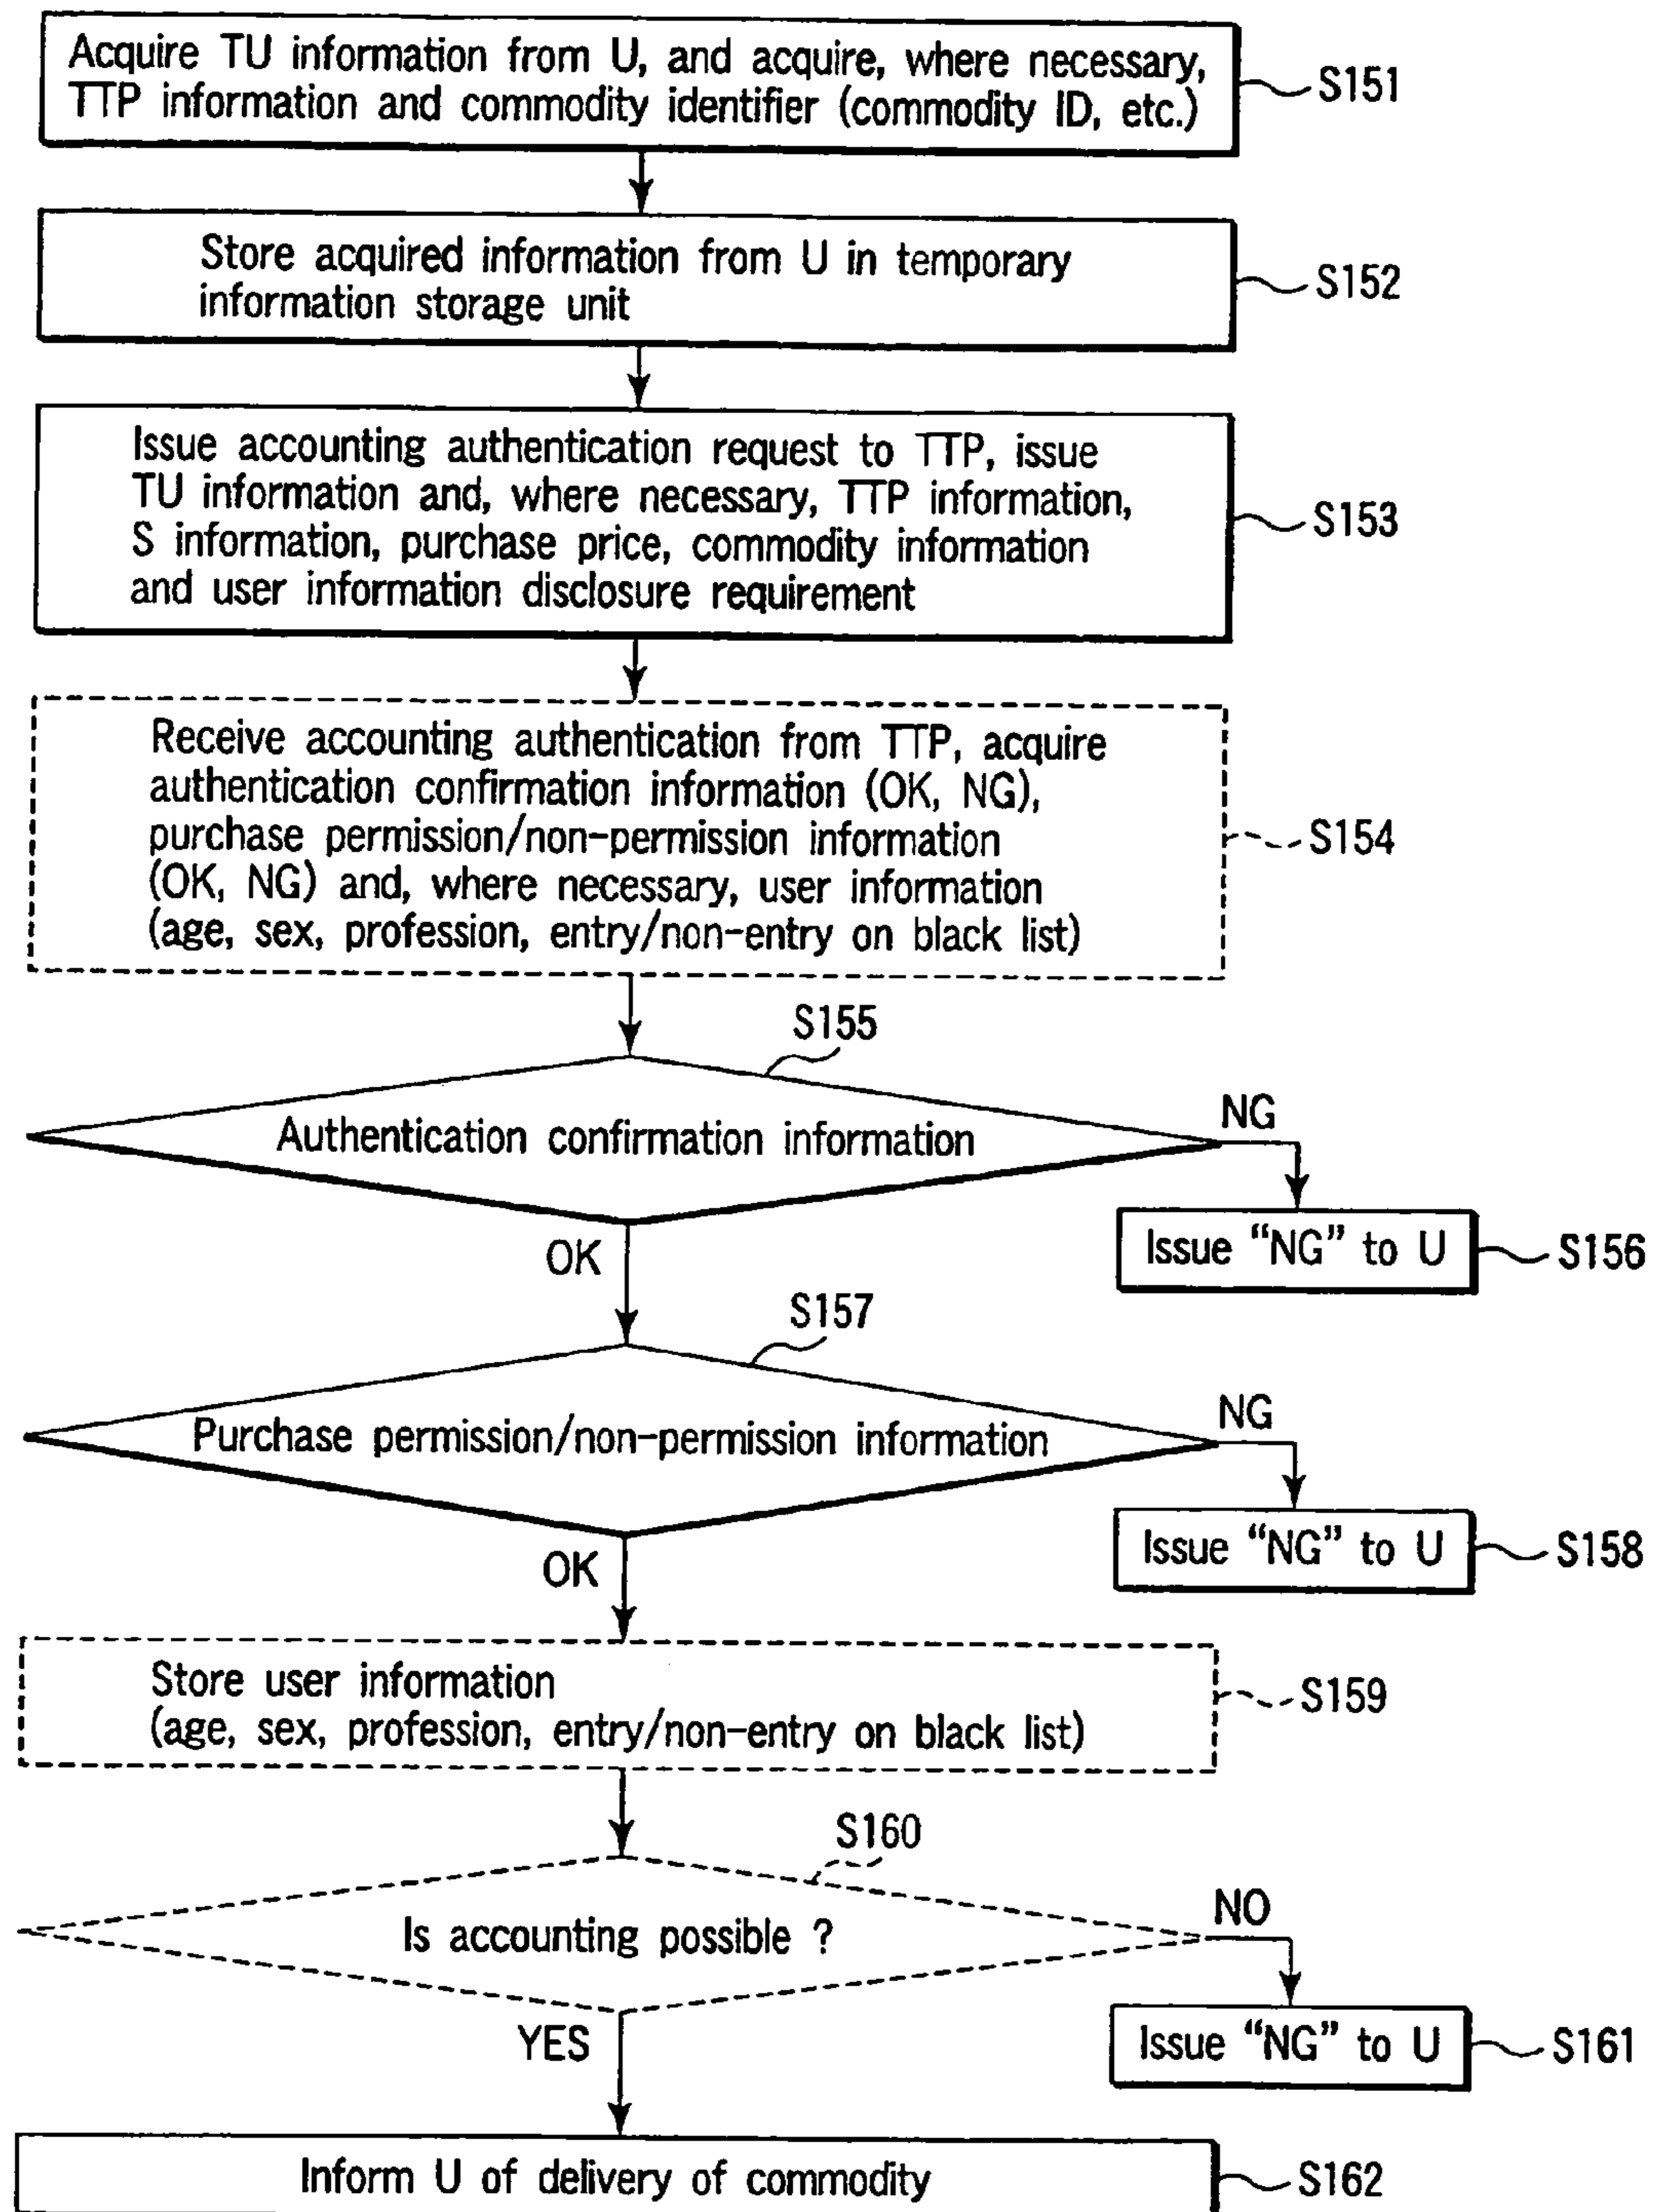 Acquire TU information from U, and acquire, where necessary,
TTP information and commodity identifier (commodity ID, etc.)
S151
Store acquired information from U in temporary
information storage unit
S152
Issue accounting authentication request to TTP, issue
TU information and, where necessary, TTP information,
S information, purchase price, commodity information
and user information disclosure requirement
S153
Receive accounting authentication from TTP, acquire
authentication confirmation information (OK, NG),
purchase permission/non-permission information
(OK, NG) and, where necessary, user information
(age, sex, profession, entry/non-entry on black list)
S154
S155
Authentication confirmation information
NG
Issue “NG” to U
S156
OK
S157
Purchase permission/non-permission information
NG
Issue “NG” to U
S158
OK
Store user information
(age, sex, profession, entry/non-entry on black list)
S159
S160
Is accounting possible ?
NO
Issue “NG” to U
S161
YES
Inform U of delivery of commodity
S162